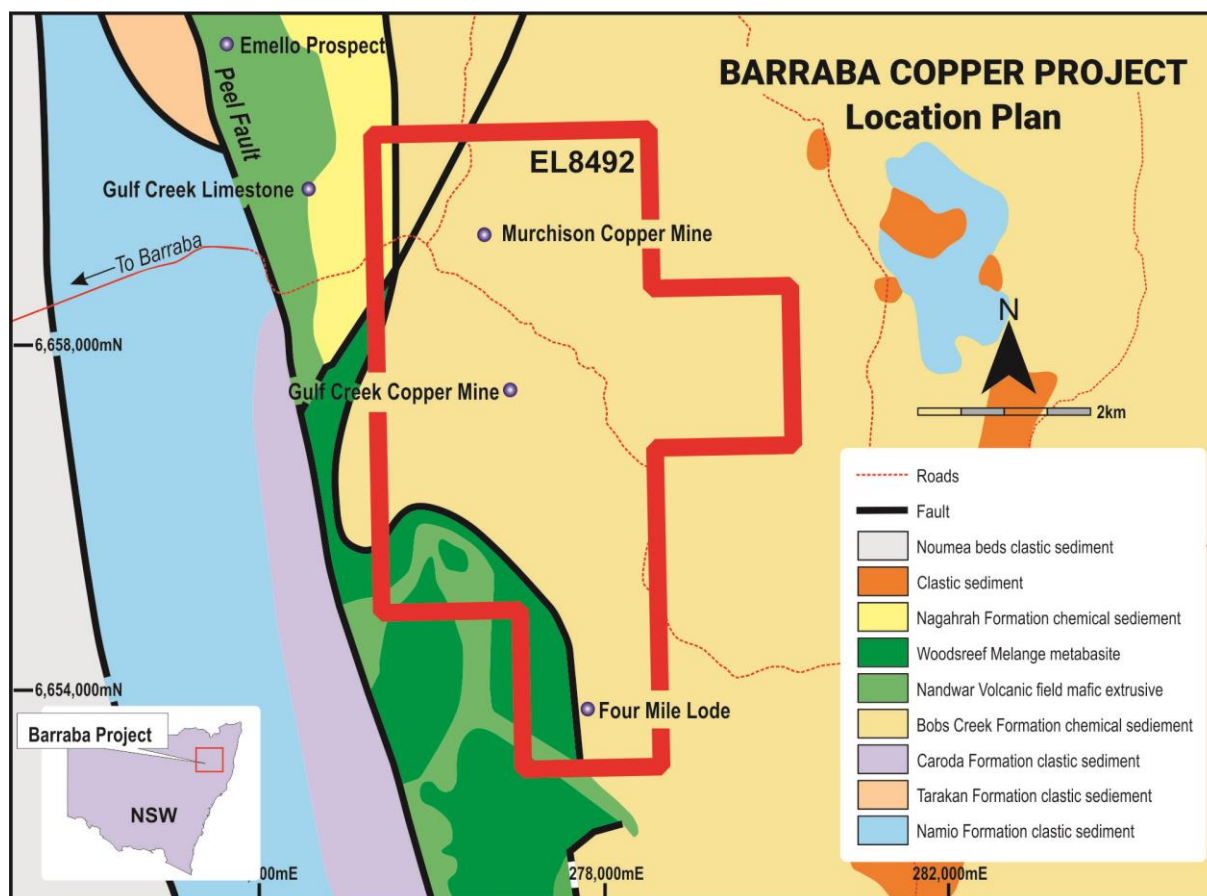 BARRABA COPPER PROJECT
Location Plan
Emello Prospect
Peel Fault
EL8492
Gulf Creek Limestone
Murchison Copper Mine
To Barraba
N
6,658,000mN
Gulf Creek Copper Mine
2km
Roads
Fault
Noumea beds clastic sediment
Clastic sediment
Nagahrah Formation chemical sediement
Woodsreef Melange metabasite
Nandwar Volcanic field mafic extrusive
Bobs Creek Formation chemical sediement
Caroda Formation clastic sediment
Tarakan Formation clastic sediement
Namio Formation clastic sediment
6,654,000mN
Four Mile Lode
Barraba Project
NSW
278,000mE
282,000mE